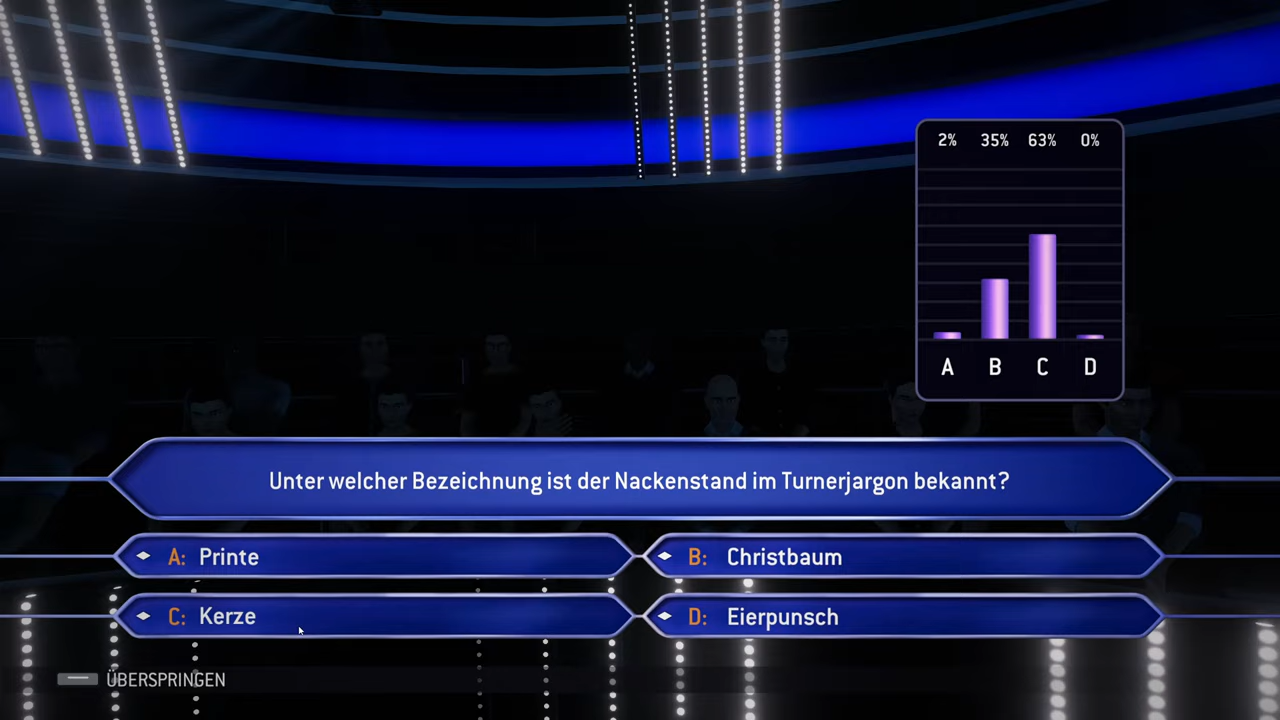 2% 35% 63% 0%
A B C D
Unter welcher Bezeichnung ist der Nackenstand im Turnerjargon bekannt?
A: Printe
B: Christbaum
C: Kerze
D: Eierpunsch
ÜBERSPRINGEN